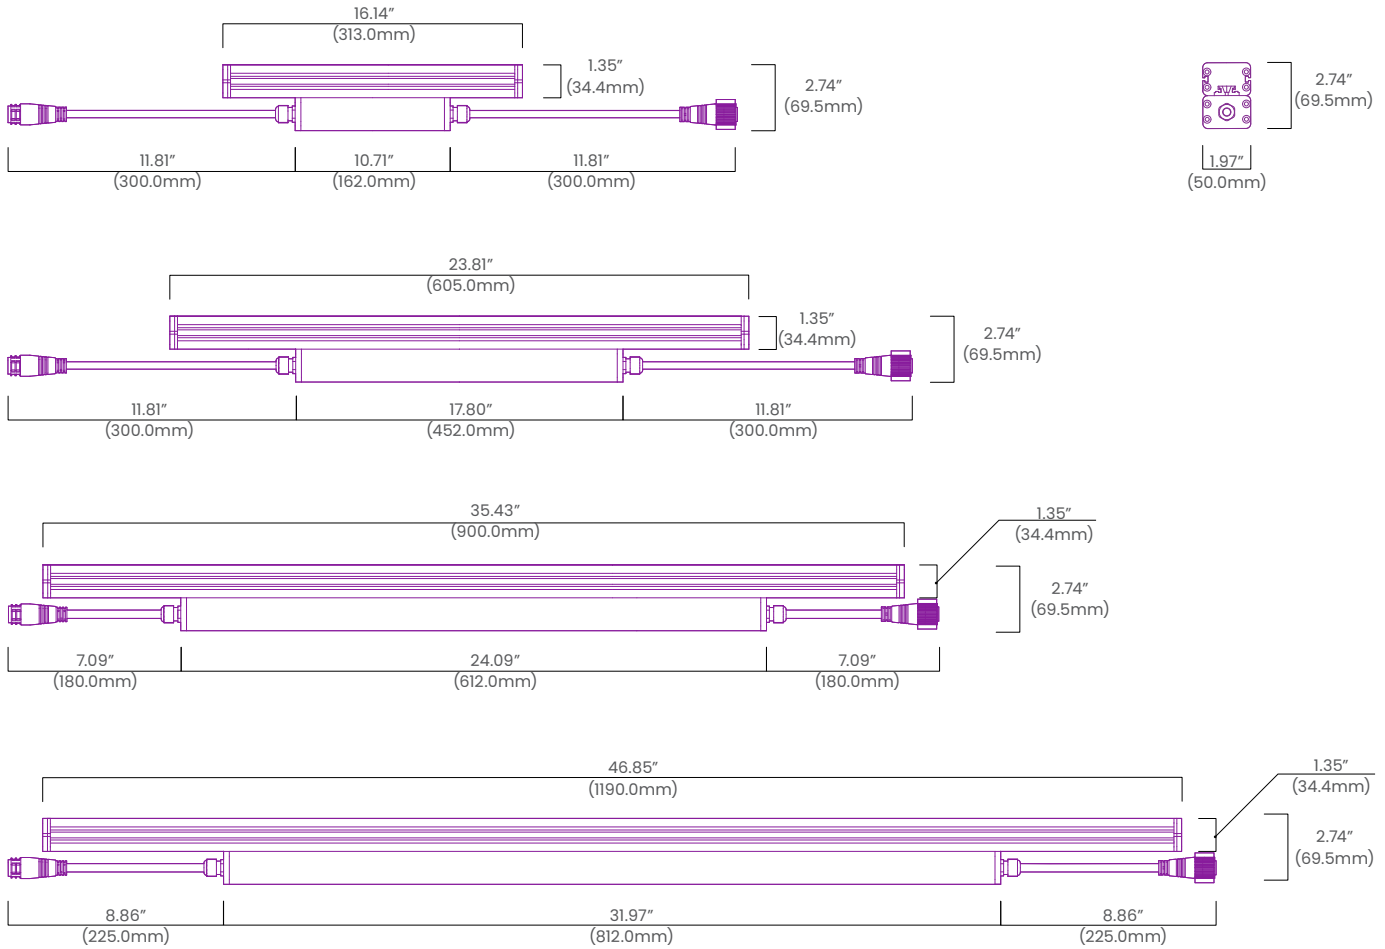 16.14”
(313.0mm)
1.35”
(34.4mm)
2.74”
(69.5mm)
2.74”
(69.5mm)
11.81”
(300.0mm)
10.71”
(162.0mm)
11.81”
(300.0mm)
1.97”
(50.0mm)
23.81”
(605.0mm)
1.35”
(34.4mm)
2.74”
(69.5mm)
11.81”
(300.0mm)
17.80”
(452.0mm)
11.81”
(300.0mm)
35.43”
(900.0mm)
1.35”
(34.4mm)
2.74”
(69.5mm)
7.09”
(180.0mm)
24.09”
(612.0mm)
7.09”
(180.0mm)
46.85”
(1190.0mm)
1.35”
(34.4mm)
2.74”
(69.5mm)
8.86”
(225.0mm)
31.97”
(812.0mm)
8.86”
(225.0mm)